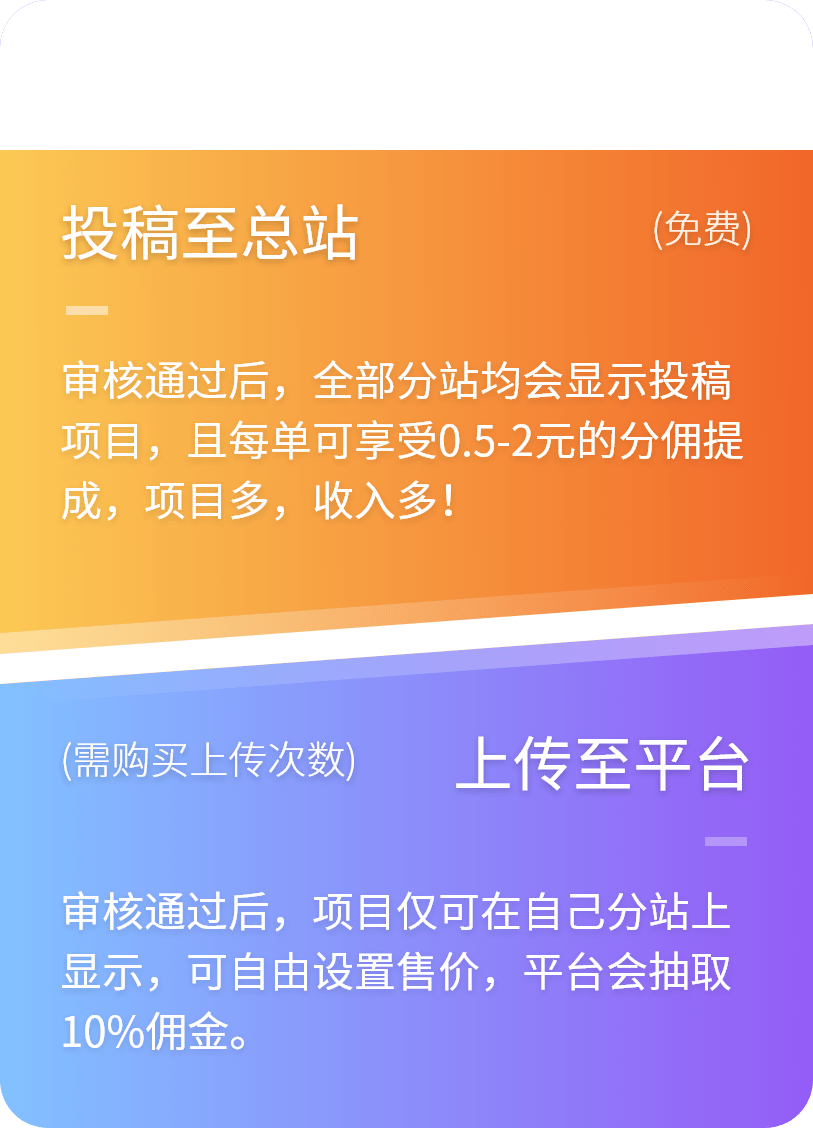 投稿至总站
(免费)
审核通过后，全部分站均会显示投稿
项目，且每单可享受0.5-2元的分佣提
成，项目多，收入多！
(需购买上传次数)
上传至平台
审核通过后，项目仅可在自己分站上
显示，可自由设置售价，平台会抽取
10%佣金。